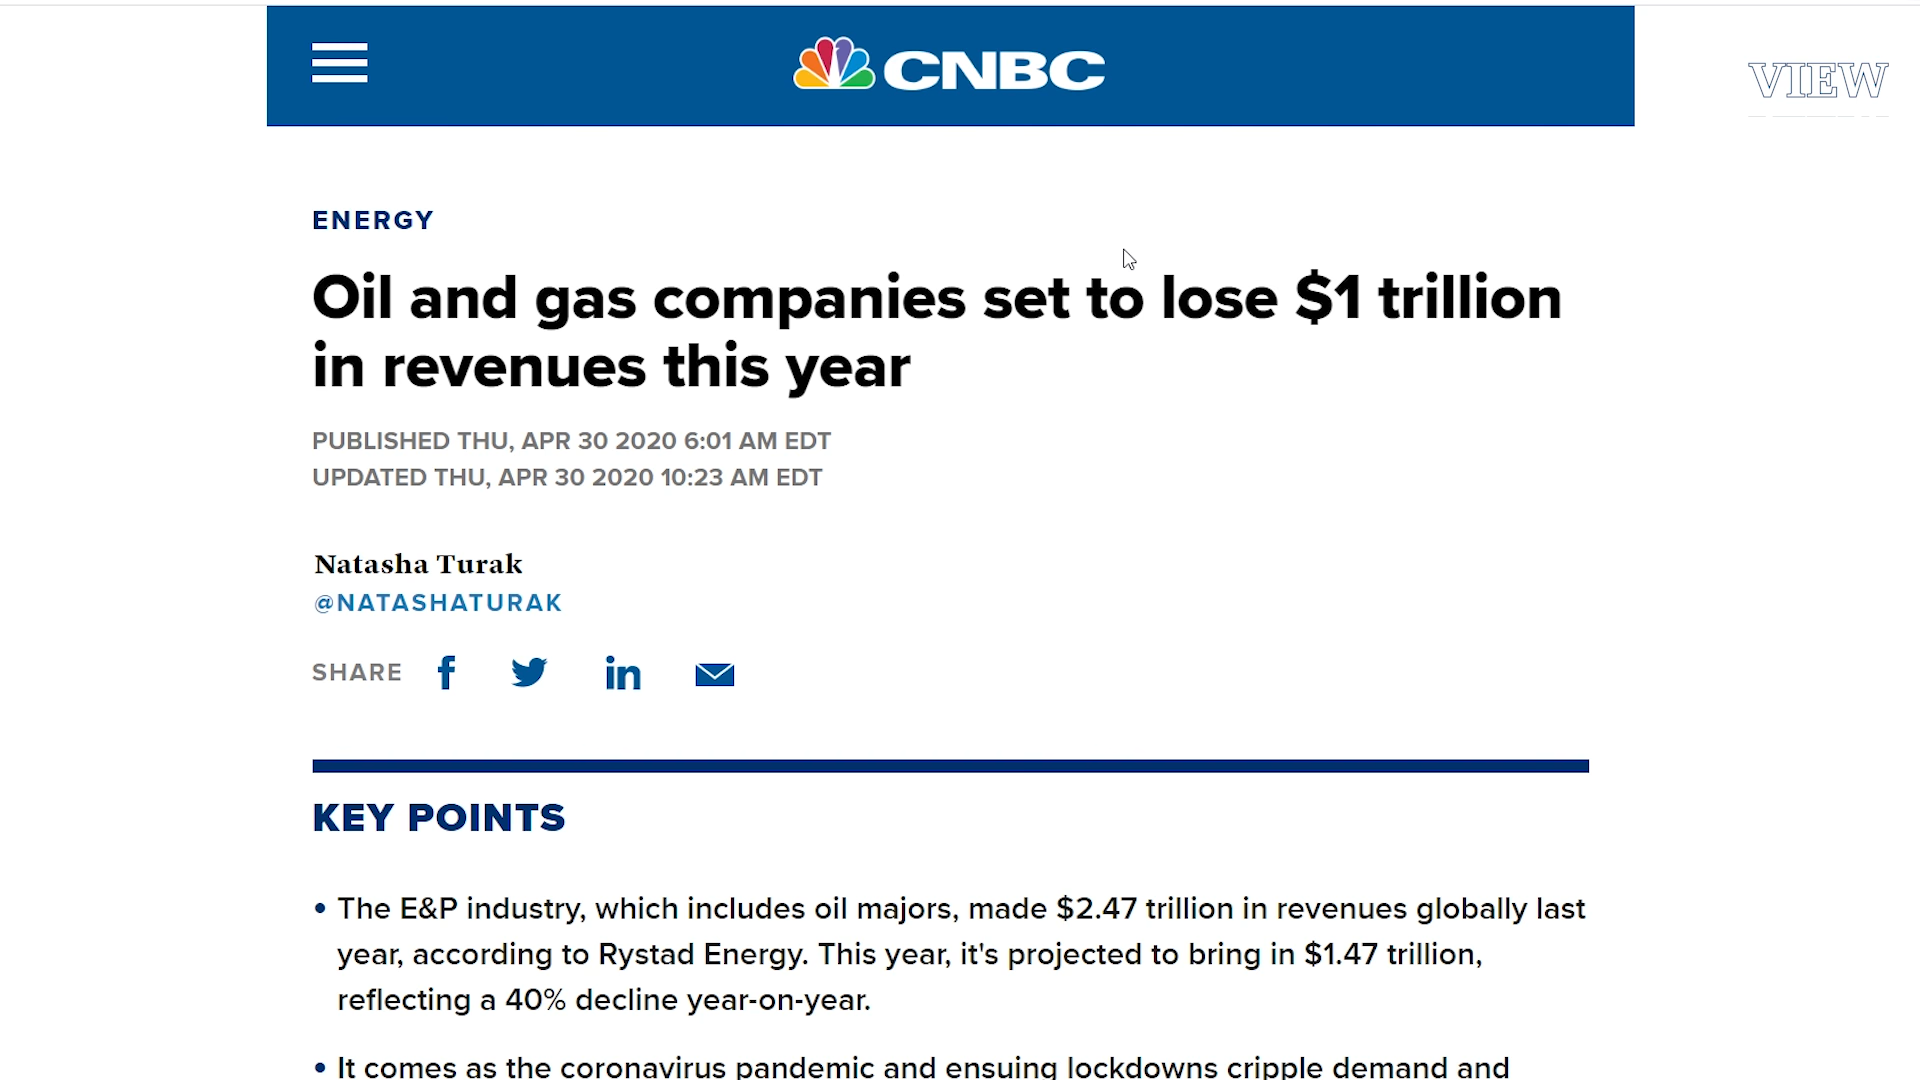 CNBC
VIEW
ENERGY
Oil and gas companies set to lose $1 trillion
in revenues this year
PUBLISHED THU, APR 30 2020 6:01 AM EDT
UPDATED THU, APR 30 2020 10:23 AM EDT
Natasha Turak
@NATASHATURAK
SHARE
KEY POINTS
• The E&P industry, which includes oil majors, made $2.47 trillion in revenues globally last
year, according to Rystad Energy. This year, it's projected to bring in $1.47 trillion,
reflecting a 40% decline year-on-year.
• It comes as the coronavirus pandemic and ensuing lockdowns cripple demand and